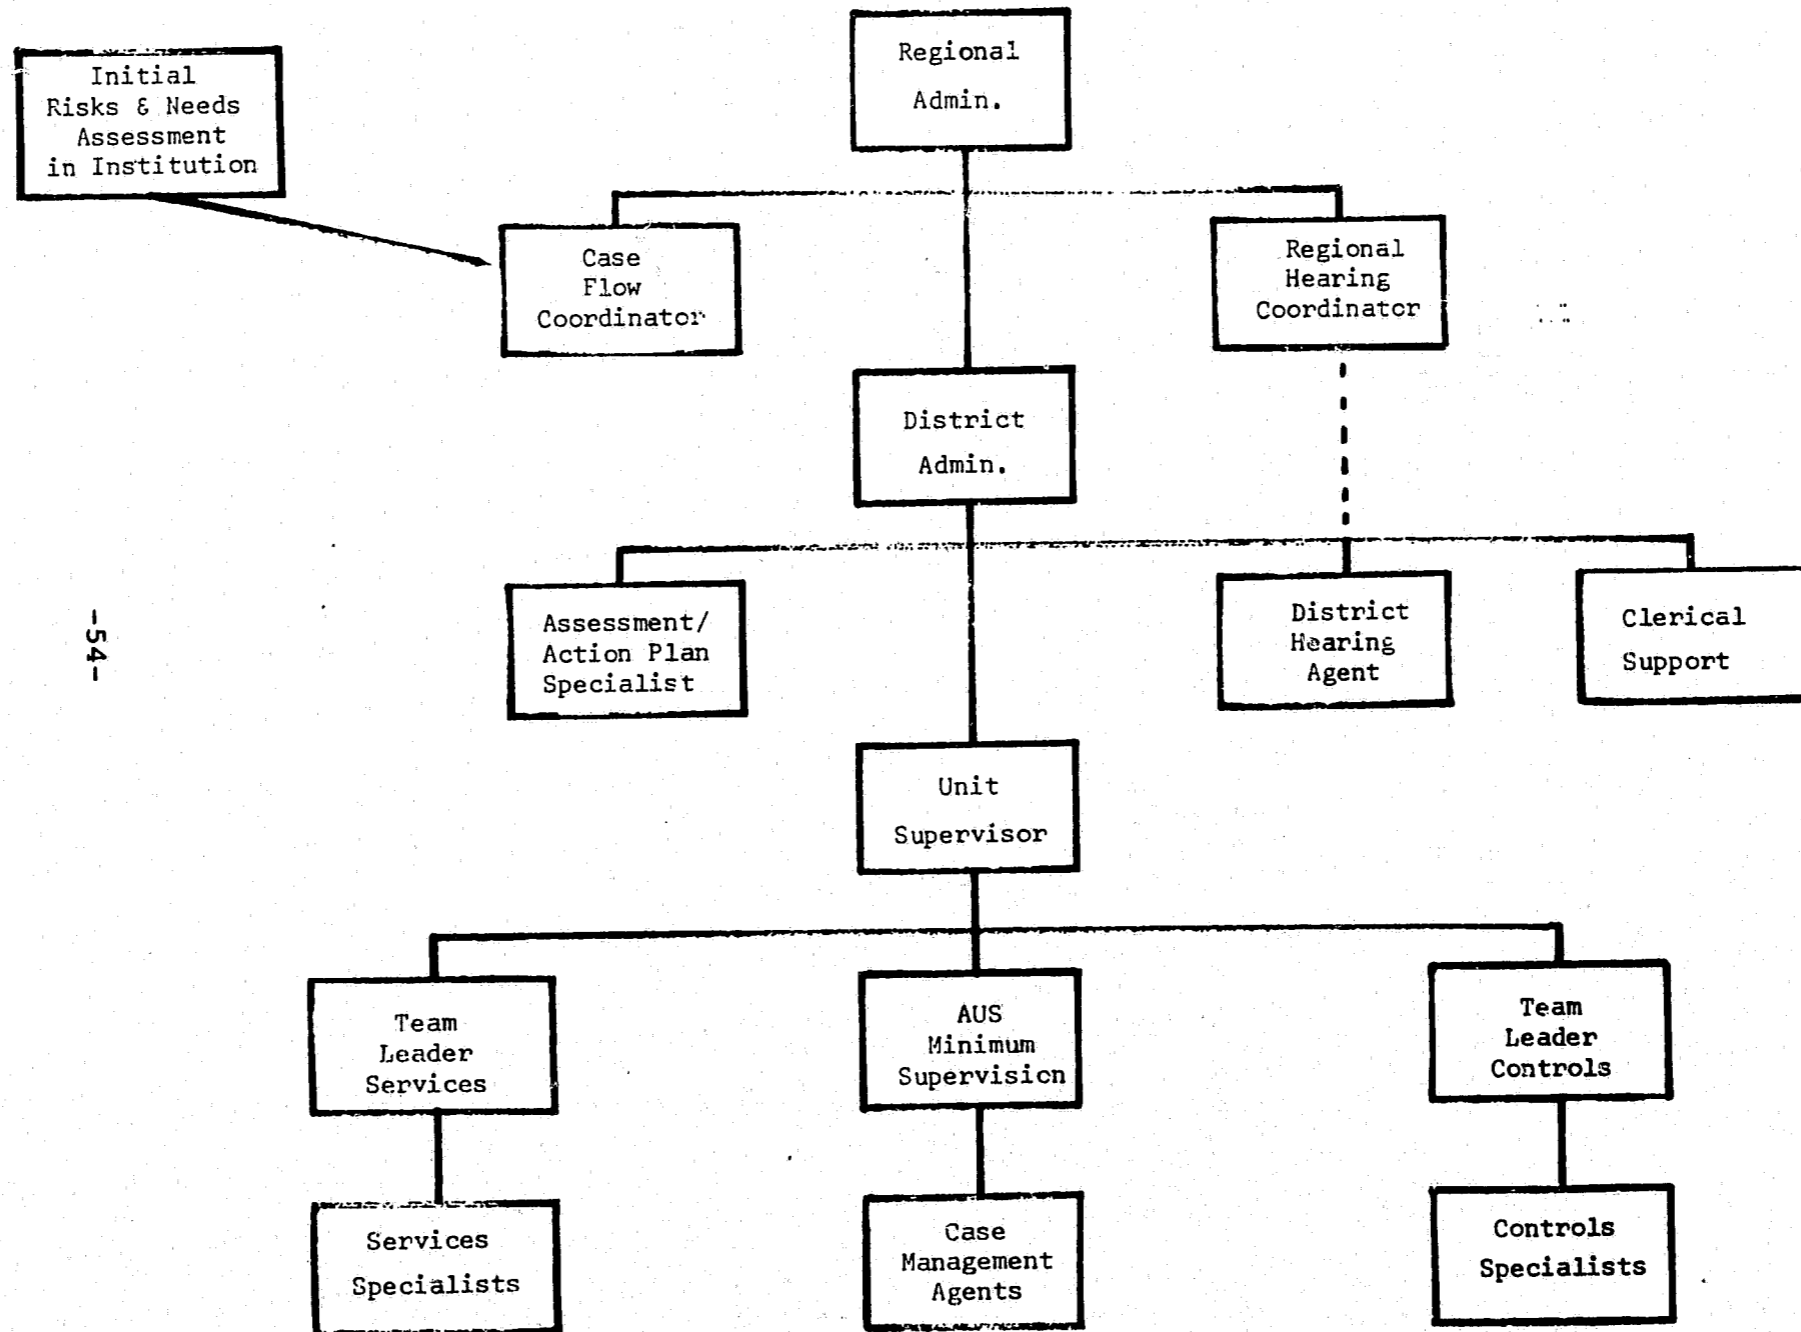 Regional
Admin.
Initial
Risks & Needs
Assessment
in Institution
Case
Flow
Coordinator
Regional
Hearing
Coordinator
District
Admin.
Assessment/
Action Plan
Specialist
District
Hearing
Agent
Clerical
Support
-54-
Unit
Supervisor
Team
Leader
Services
AUS
Minimum
Supervision
Team
Leader
Controls
Services
Specialists
Case
Management
Agents
Controls
Specialists